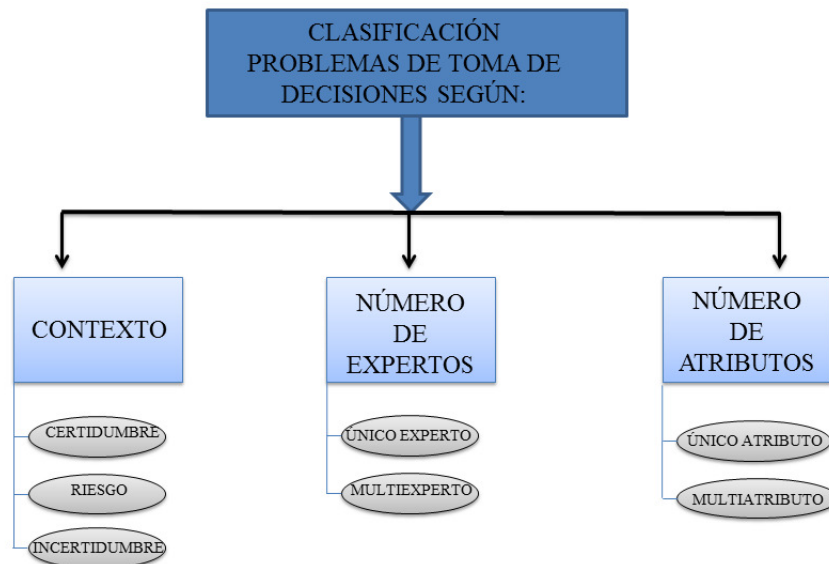 CLASIFICACIÓN
PROBLEMAS DE TOMA DE
DECISIONES SEGÚN:
CONTEXTO
CERTIDUMBRE
RIESGO
INCERTIDUMBRE
NÚMERO
DE
EXPERTOS
ÚNICO EXPERTO
MULTIEXPERTO
NÚMERO
DE
ATRIBUTOS
ÚNICO ATRIBUTO
MULTIATRIBUTO